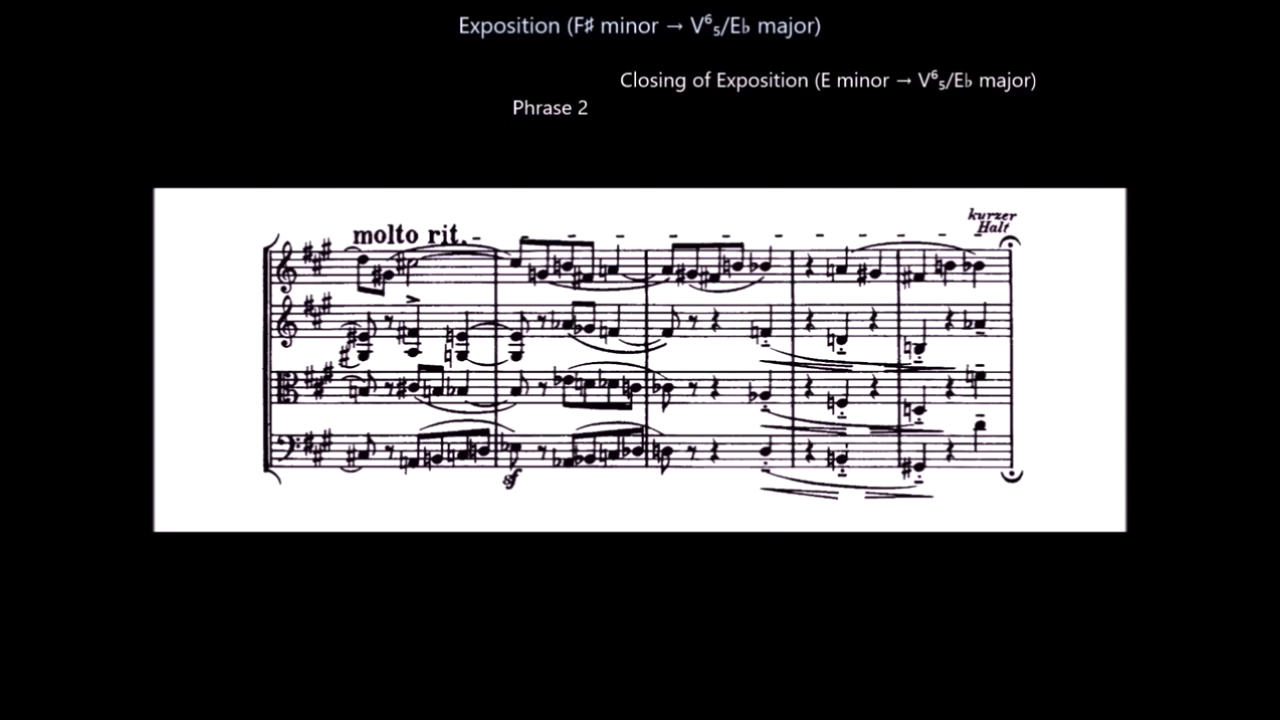 Exposition (F♯ minor → V⁶₅/E♭ major)
Closing of Exposition (E minor → V⁶₅/E♭ major)
Phrase 2
kurzer
Halt
molto rit.
sf